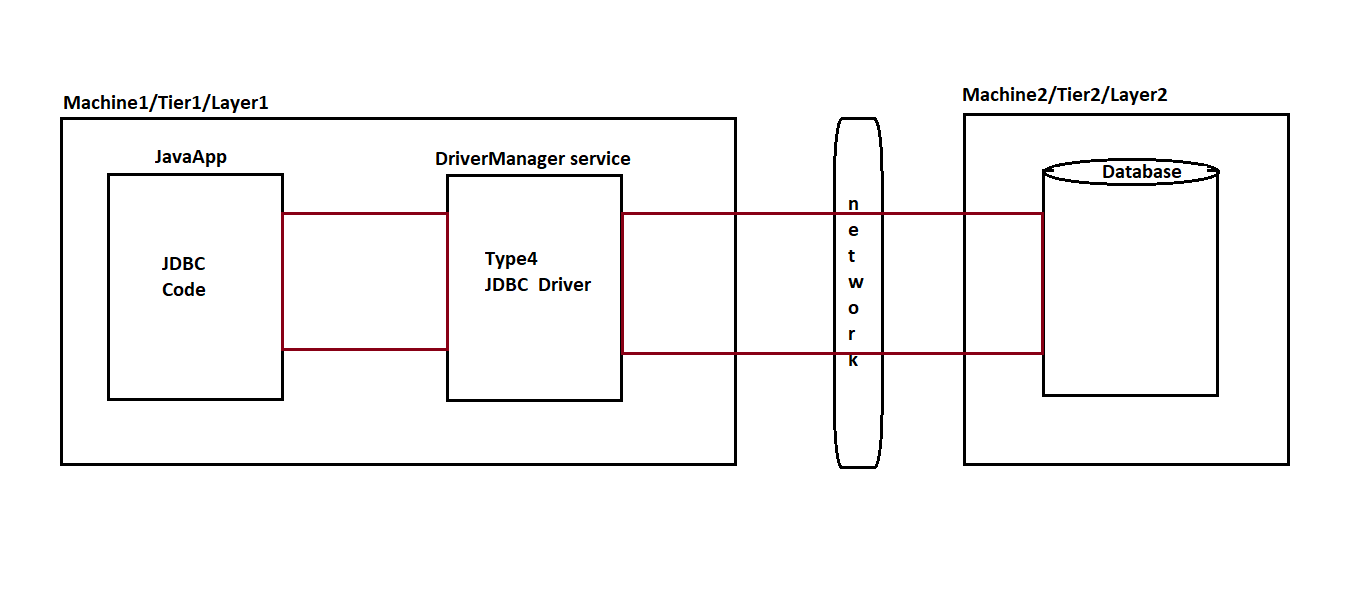 Machine1/Tier1/Layer1
Machine2/Tier2/Layer2
JavaApp
DriverManager service
Database
JDBC
Code
Type4
JDBC Driver
n
e
t
w
o
r
k